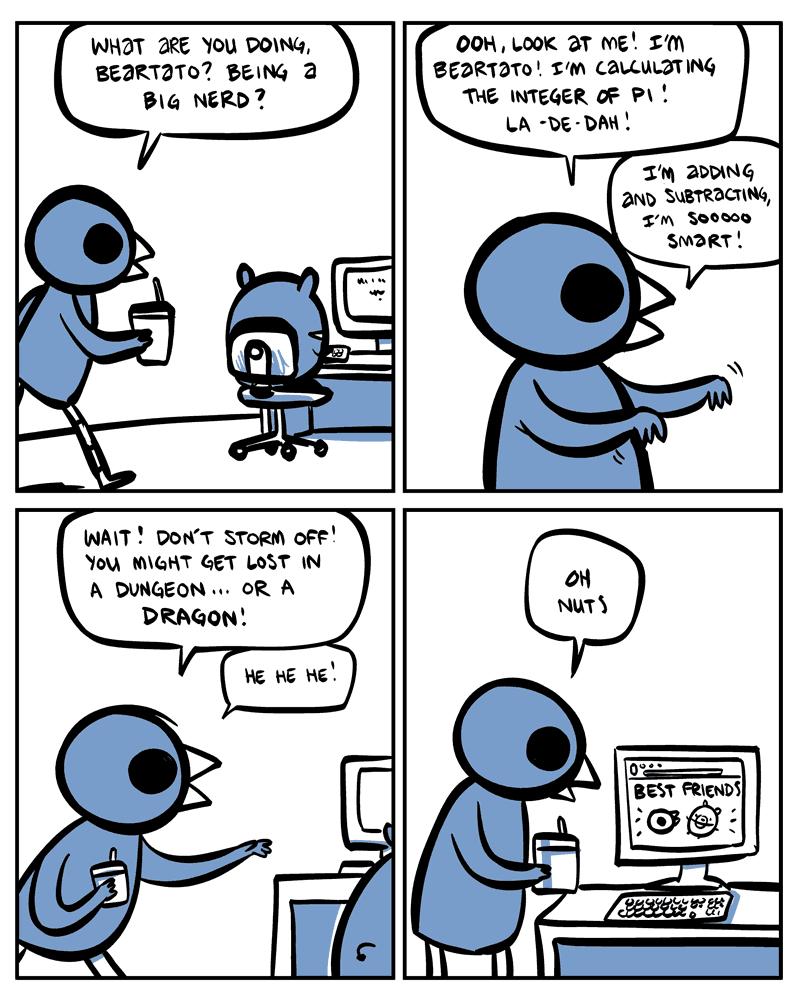 WHAT ARE YOU DOING,
BEARTATO? BEING A
BIG NERD?
OOH, LOOK AT ME! I'M
BEARTATO! I'M CALCULATING
THE INTEGER OF PI!
LA-DE-DAH!
I'M ADDING
AND SUBTRACTING,
I'M SOOOOO
SMART!
WAIT! DON'T STORM OFF!
YOU MIGHT GET LOST IN
A DUNGEON... OR A
DRAGON!
HE HE HE!
OH
NUTS
BEST FRIENDS